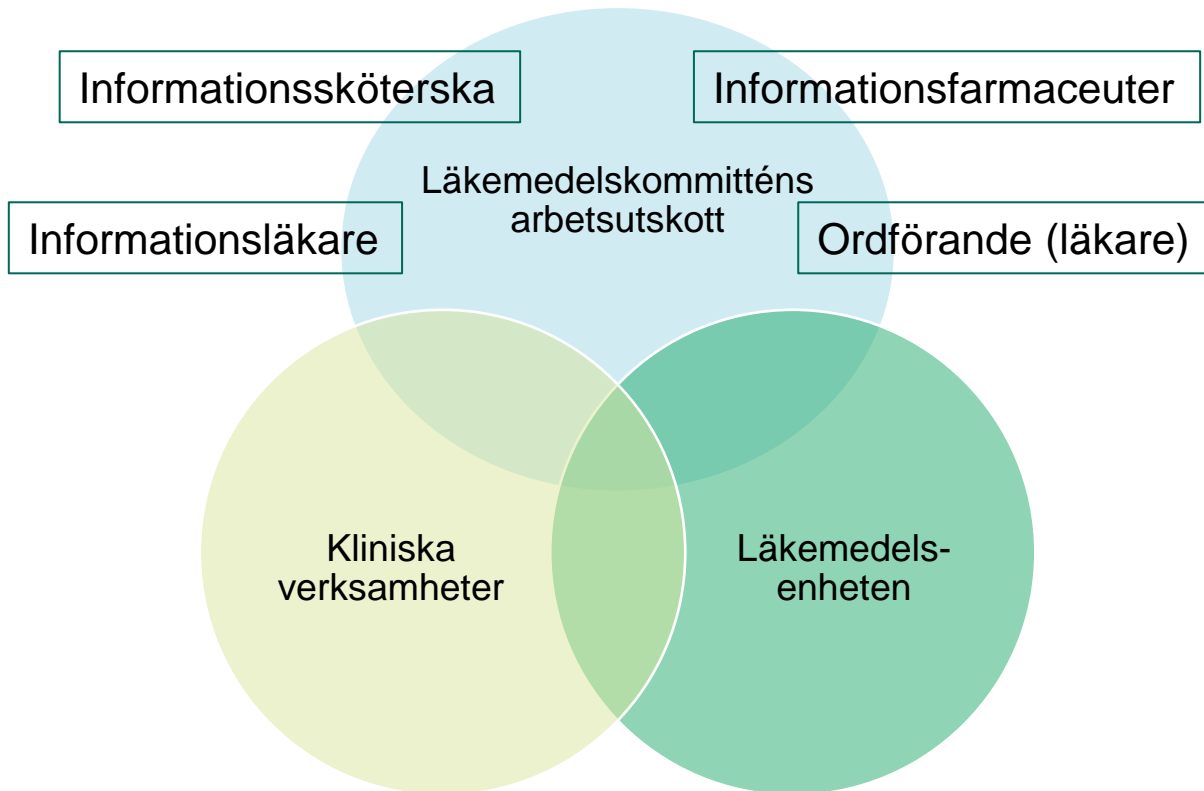 Informationssköterska
Informationsfarmaceuter
Läkemedelskommitténs
arbetsutskott
Informationsläkare
Ordförande (läkare)
Kliniska
verksamheter
Läkemedels-
enheten